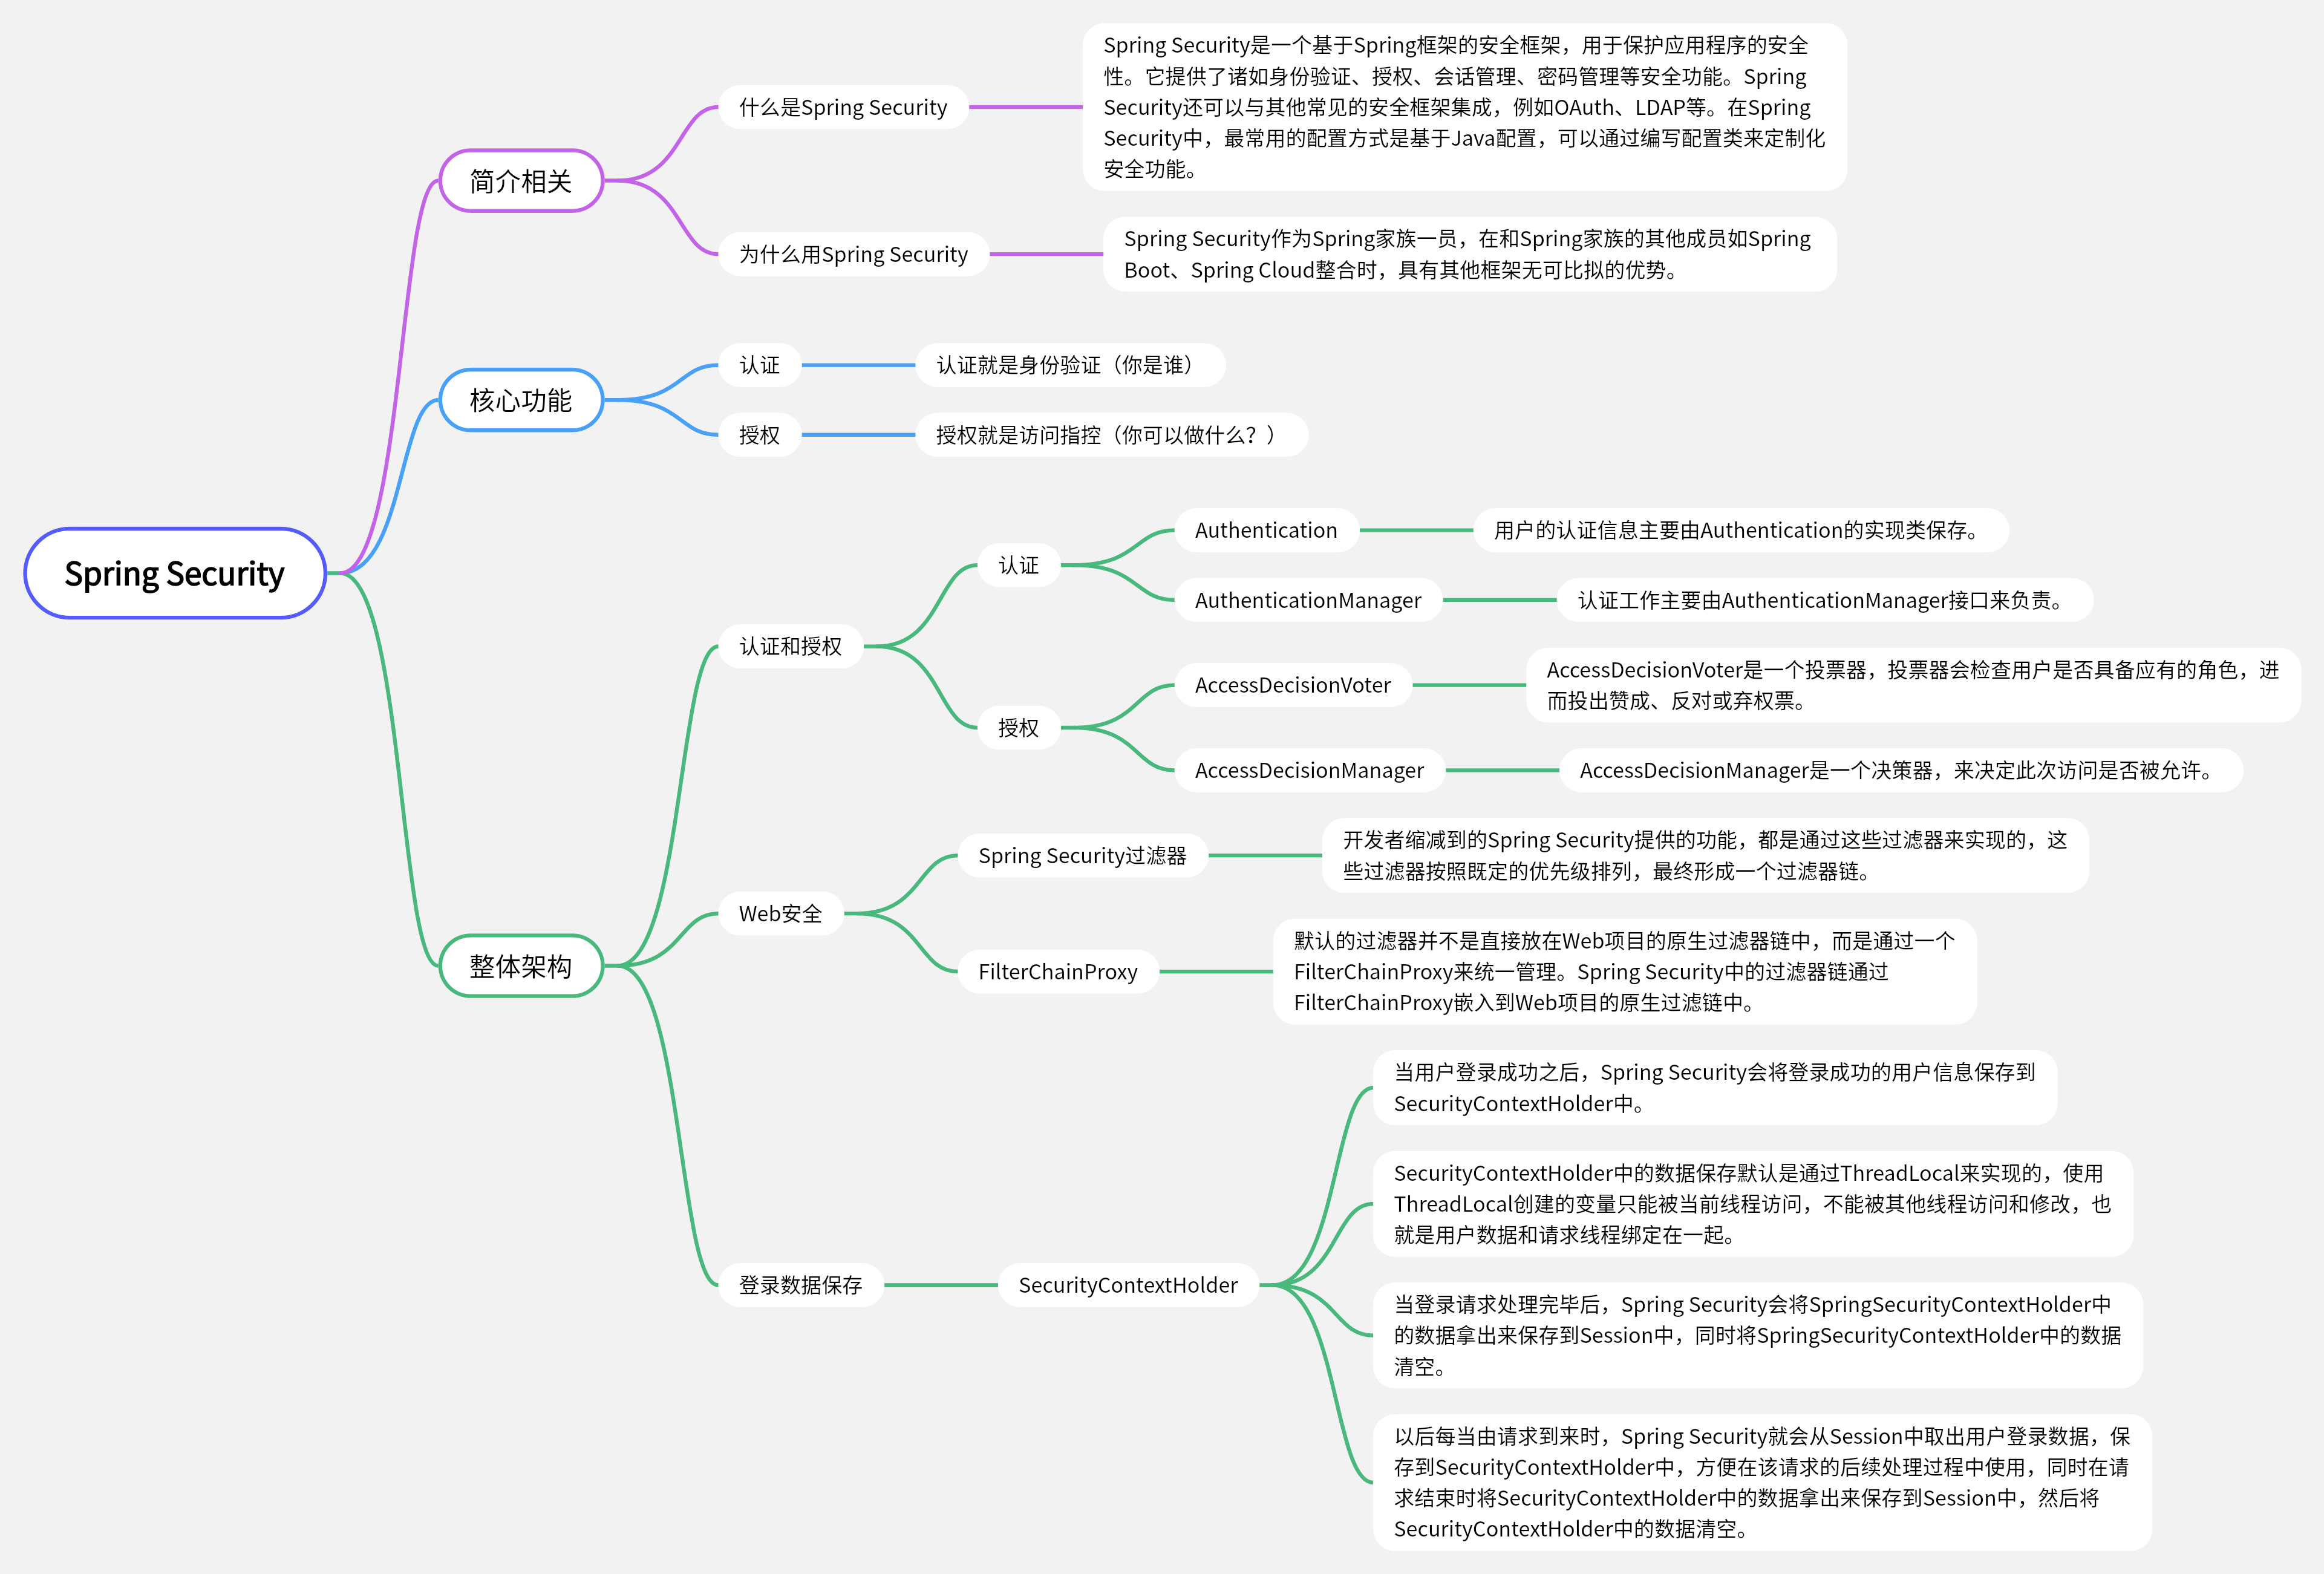 Spring Security
简介相关
什么是Spring Security
Spring Security是一个基于Spring框架的安全框架，用于保护应用程序的安全
性。它提供了诸如身份验证、授权、会话管理、密码管理等安全功能。Spring
Security还可以与其他常见的安全框架集成，例如OAuth、LDAP等。在Spring
Security中，最常用的配置方式是基于Java配置，可以通过编写配置类来定制化
安全功能。
为什么用Spring Security
Spring Security作为Spring家族一员，在和Spring家族的其他成员如Spring
Boot、Spring Cloud整合时，具有其他框架无可比拟的优势。
核心功能
认证
认证就是身份验证（你是谁）
授权
授权就是访问指控（你可以做什么？）
整体架构
认证和授权
认证
Authentication
用户的认证信息主要由Authentication的实现类保存。
AuthenticationManager
认证工作主要由AuthenticationManager接口来负责。
授权
AccessDecisionVoter
AccessDecisionVoter是一个投票器，投票器会检查用户是否具备应有的角色，进
而投出赞成、反对或弃权票。
AccessDecisionManager
AccessDecisionManager是一个决策器，来决定此次访问是否被允许。
Web安全
Spring Security过滤器
开发者缩减到的Spring Security提供的功能，都是通过这些过滤器来实现的，这
些过滤器按照既定的优先级排列，最终形成一个过滤器链。
FilterChainProxy
默认的过滤器并不是直接放在Web项目的原生过滤器链中，而是通过一个
FilterChainProxy来统一管理。Spring Security中的过滤器链通过
FilterChainProxy嵌入到Web项目的原生过滤链中。
登录数据保存
SecurityContextHolder
当用户登录成功之后，Spring Security会将登录成功的用户信息保存到
SecurityContextHolder中。
SecurityContextHolder中的数据保存默认是通过ThreadLocal来实现的，使用
ThreadLocal创建的变量只能被当前线程访问，不能被其他线程访问和修改，也
就是用户数据和请求线程绑定在一起。
当登录请求处理完毕后，Spring Security会将SpringSecurityContextHolder中
的数据拿出来保存到Session中，同时将SpringSecurityContextHolder中的数据
清空。
以后每当由请求到来时，Spring Security就会从Session中取出用户登录数据，保
存到SecurityContextHolder中，方便在该请求的后续处理过程中使用，同时在请
求结束时将SecurityContextHolder中的数据拿出来保存到Session中，然后将
SecurityContextHolder中的数据清空。